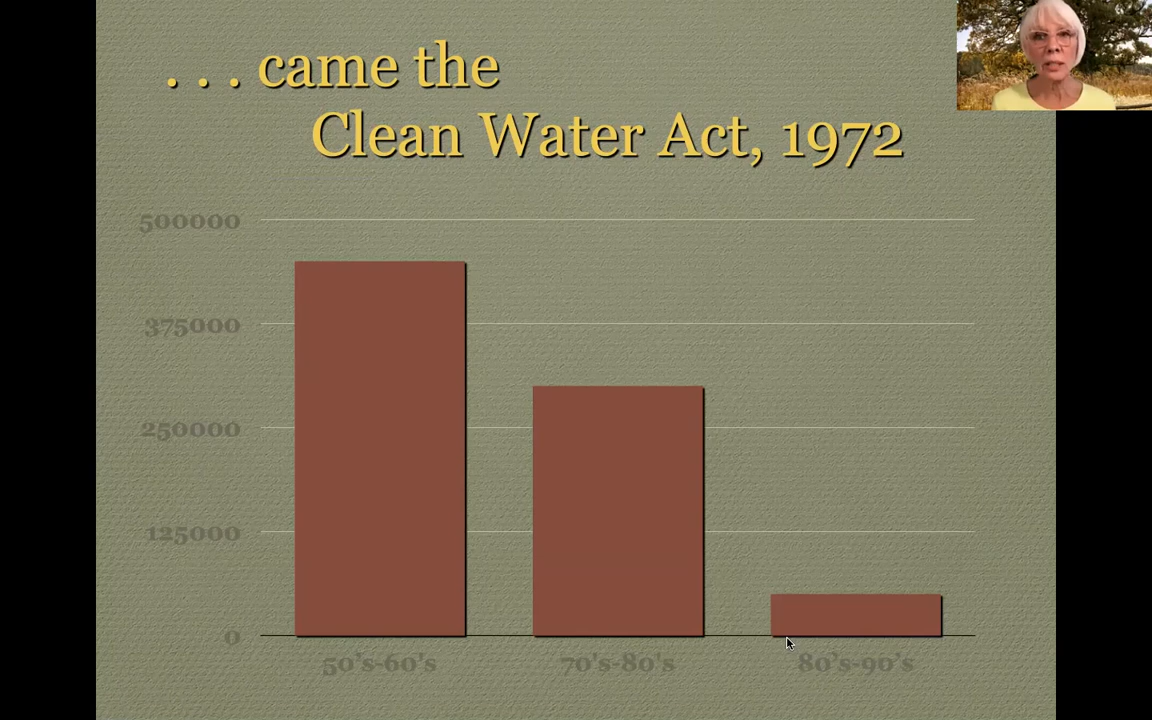 . . . came the
Clean Water Act, 1972
500000
375000
250000
125000
0
50's-60's
70's-80's
80's-90's